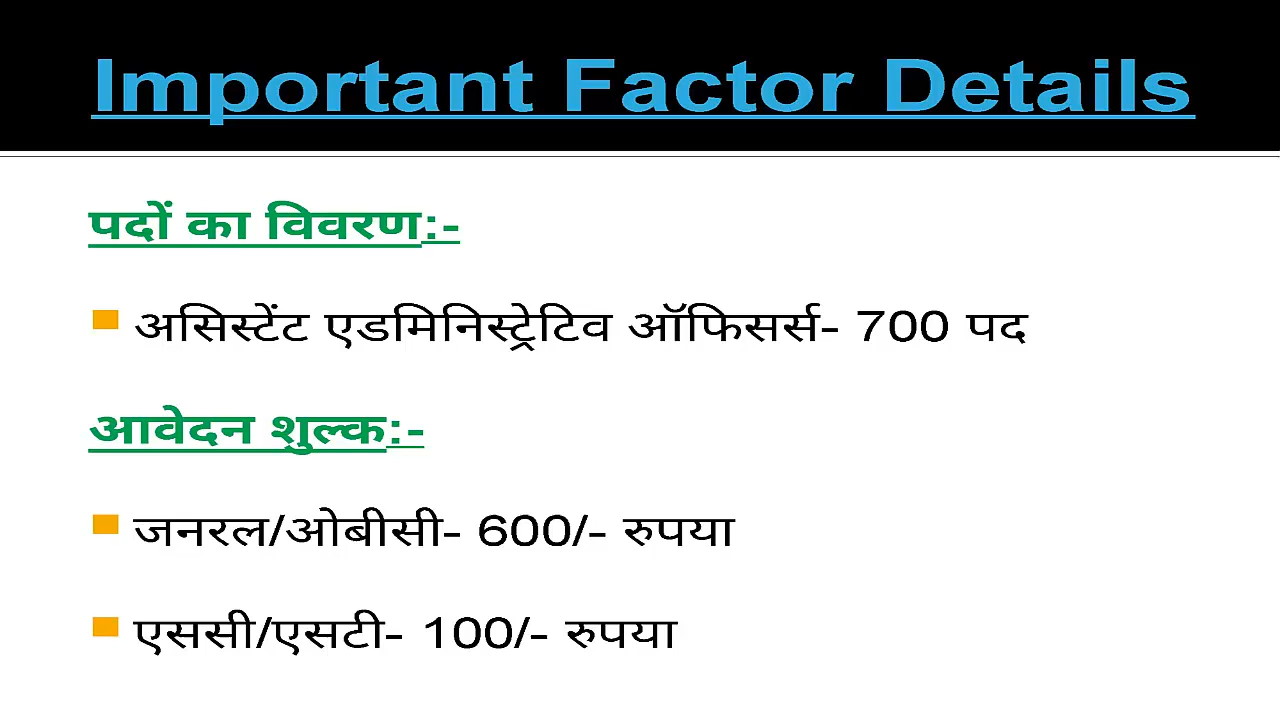 Important Factor Details
पदों का विवरण:-
असिस्टेंट एडमिनिस्ट्रेटिव ऑफिसर्स- 700 पद
आवेदन शुल्क:-
जनरल/ओबीसी- 600/- रुपया
एससी/एसटी- 100/- रुपया